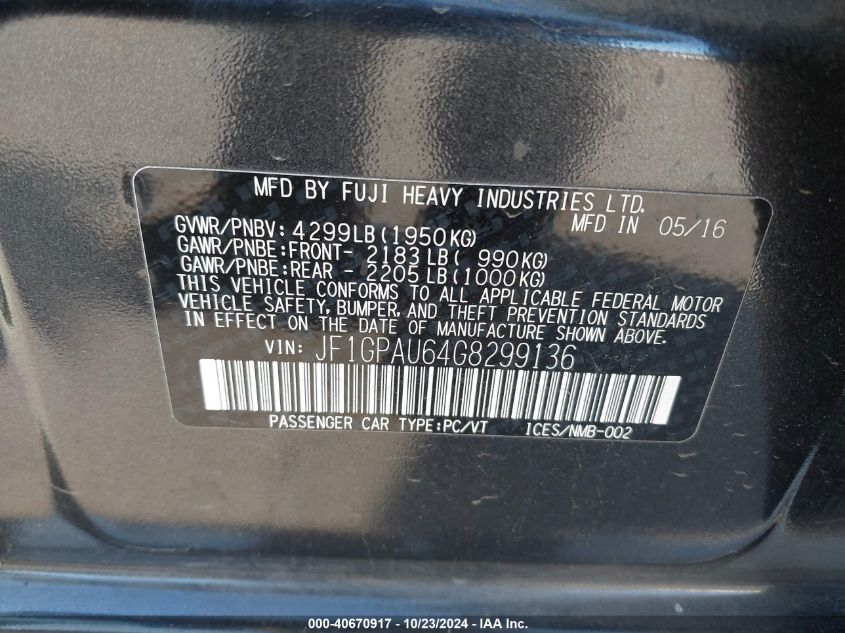 MFD BY FUJI HEAVY INDUSTRIES LTD.
MFD IN 05/16
GVWR/PNBV: 4299LB(1950KG)
GAWR/PNBE:FRONT- 2183LB( 990KG)
GAWR/PNBE:REAR - 2205LB(1000KG)
THIS VEHICLE CONFORMS TO ALL APPLICABLE FEDERAL MOTOR
VEHICLE SAFETY, BUMPER, AND THEFT PREVENTION STANDARDS
IN EFFECT ON THE DATE OF MANUFACTURE SHOWN ABOVE.
VIN: JF1GPAU64G8299136
PASSENGER CAR TYPE:PC/VT ICES/NMB-002
000-40670917 - 10/23/2024 - IAA Inc.